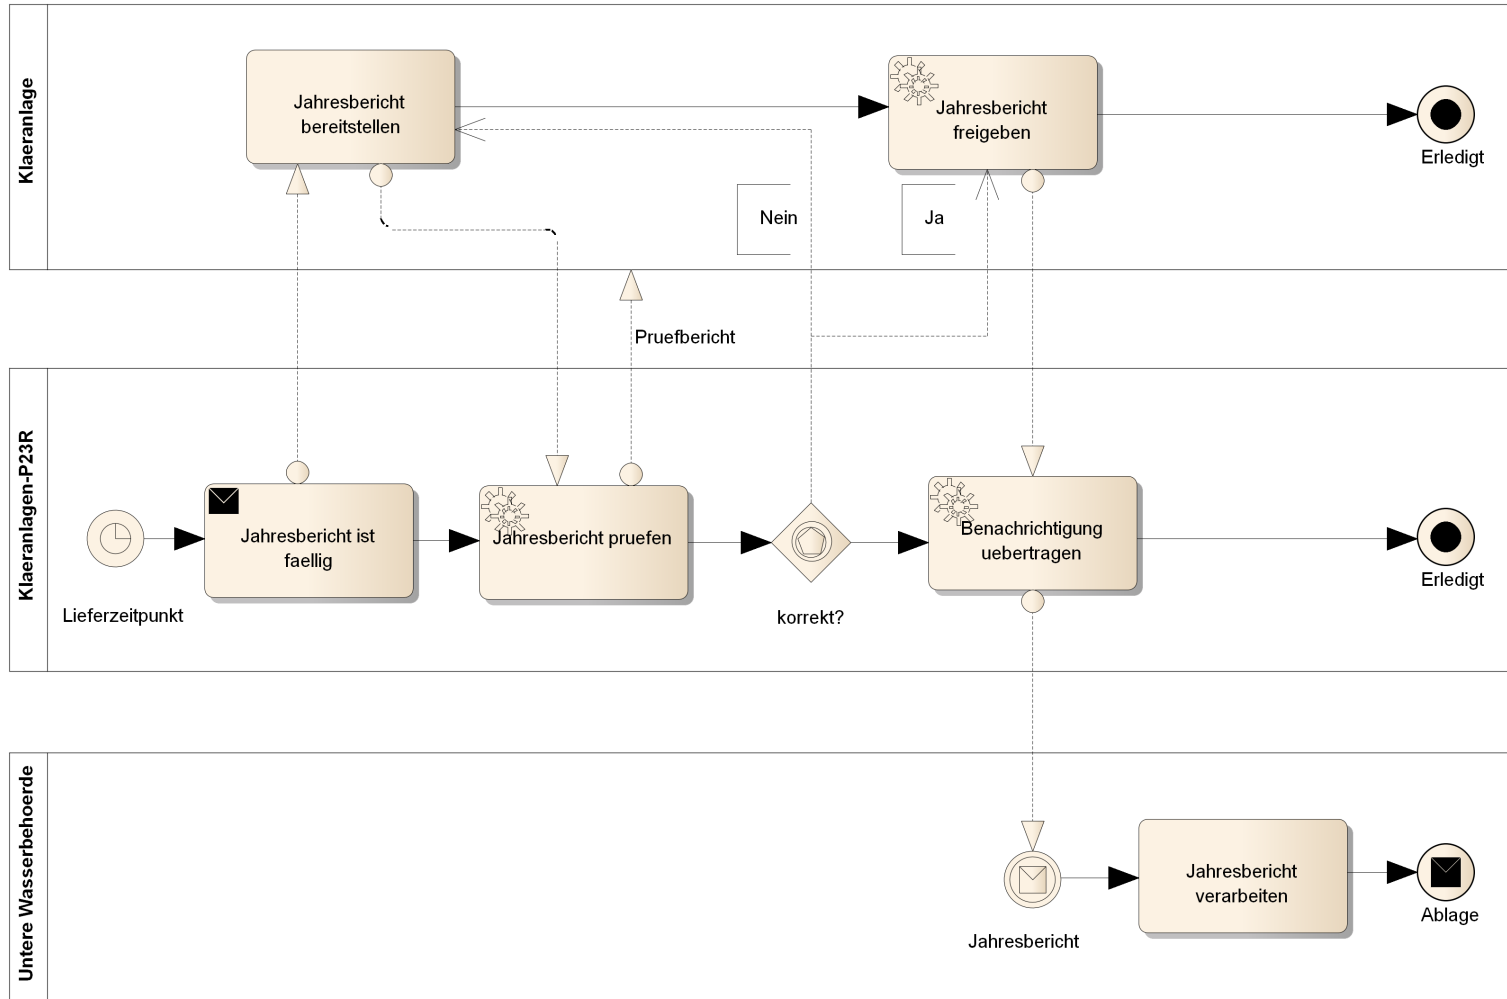 Klaeranlage
Jahresbericht
bereitstellen
Jahresbericht
freigeben
Erledigt
Nein
Ja
Pruefbericht
Klaeranlagen-P23R
Lieferzeitpunkt
Jahresbericht ist
faellig
Jahresbericht pruefen
korrekt?
Benachrichtigung
uebertragen
Erledigt
Untere Wasserbehoerde
Jahresbericht
Jahresbericht
verarbeiten
Ablage